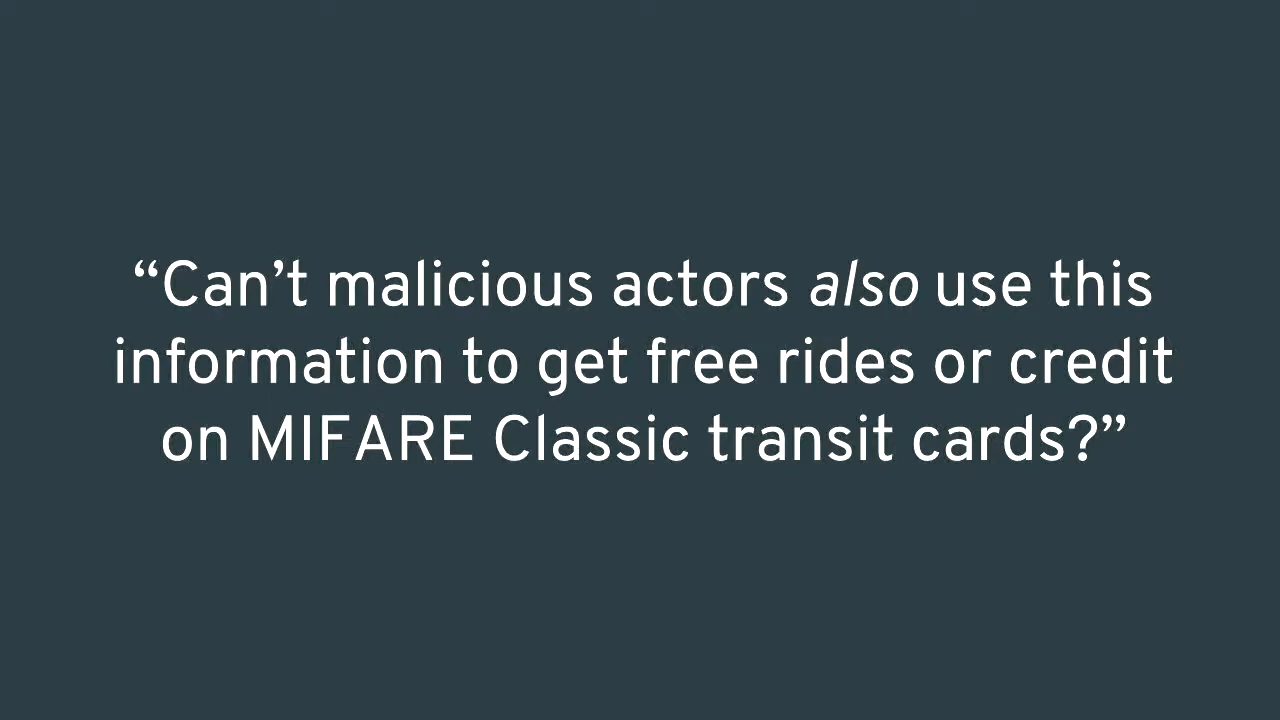 “Can’t malicious actors also use this
information to get free rides or credit
on MIFARE Classic transit cards?”